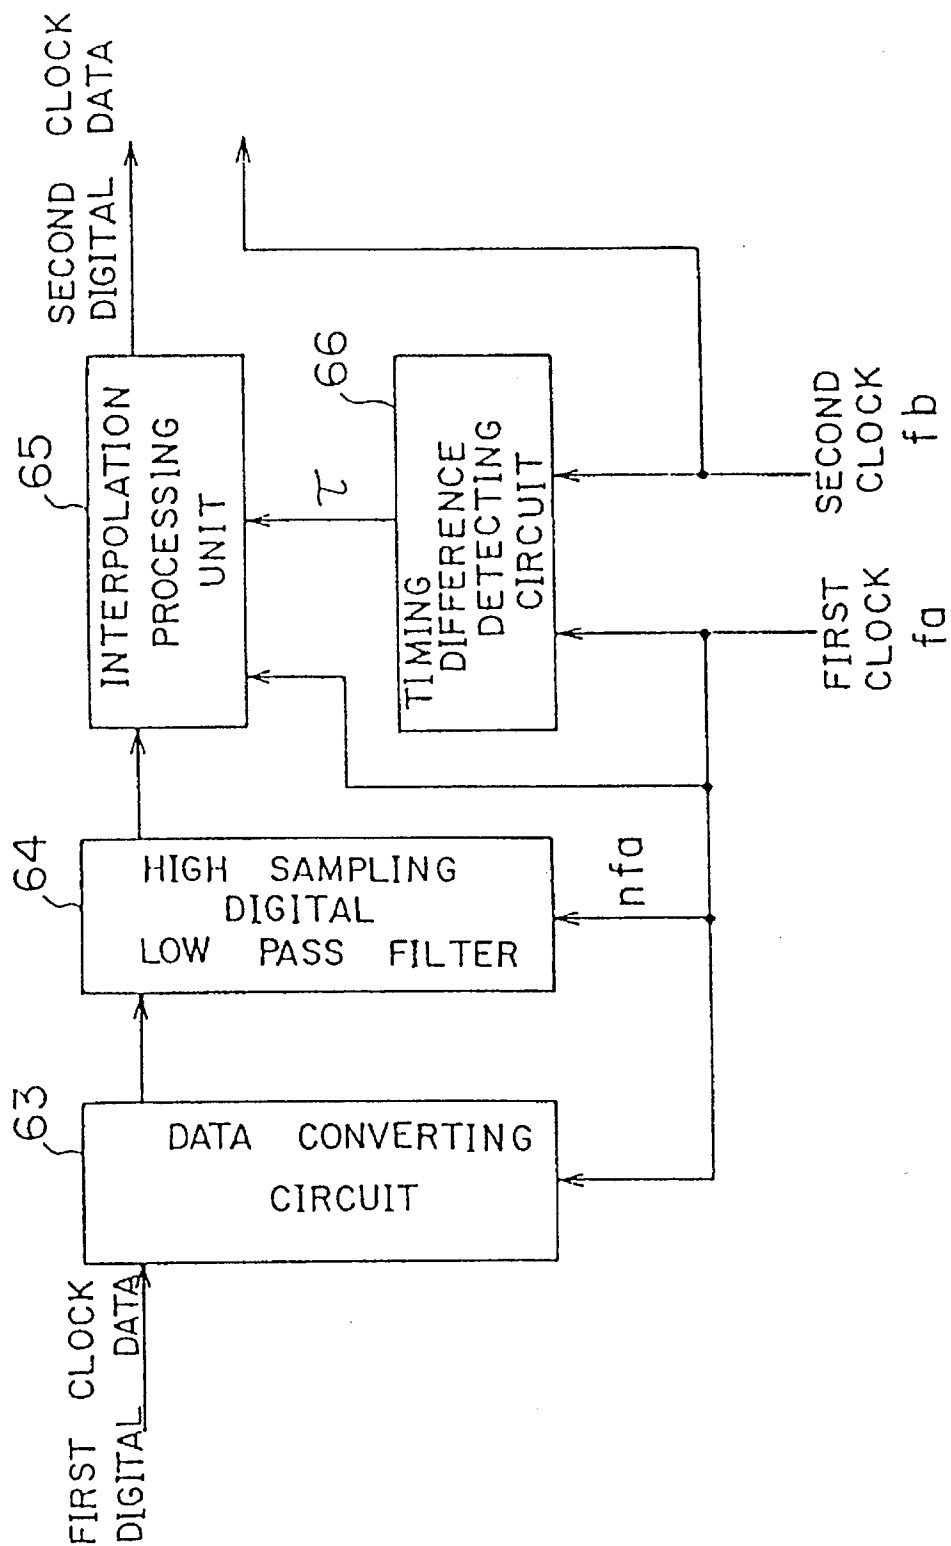 FIRST CLOCK
DIGITAL DATA
63
DATA CONVERTING
CIRCUIT
64
HIGH SAMPLING
DIGITAL
LOW PASS FILTER
nfa
65
INTERPOLATION
PROCESSING
UNIT
τ
66
TIMING
DIFFERENCE
DETECTING
CIRCUIT
FIRST
CLOCK
fa
SECOND
CLOCK
fb
SECOND CLOCK
DIGITAL DATA